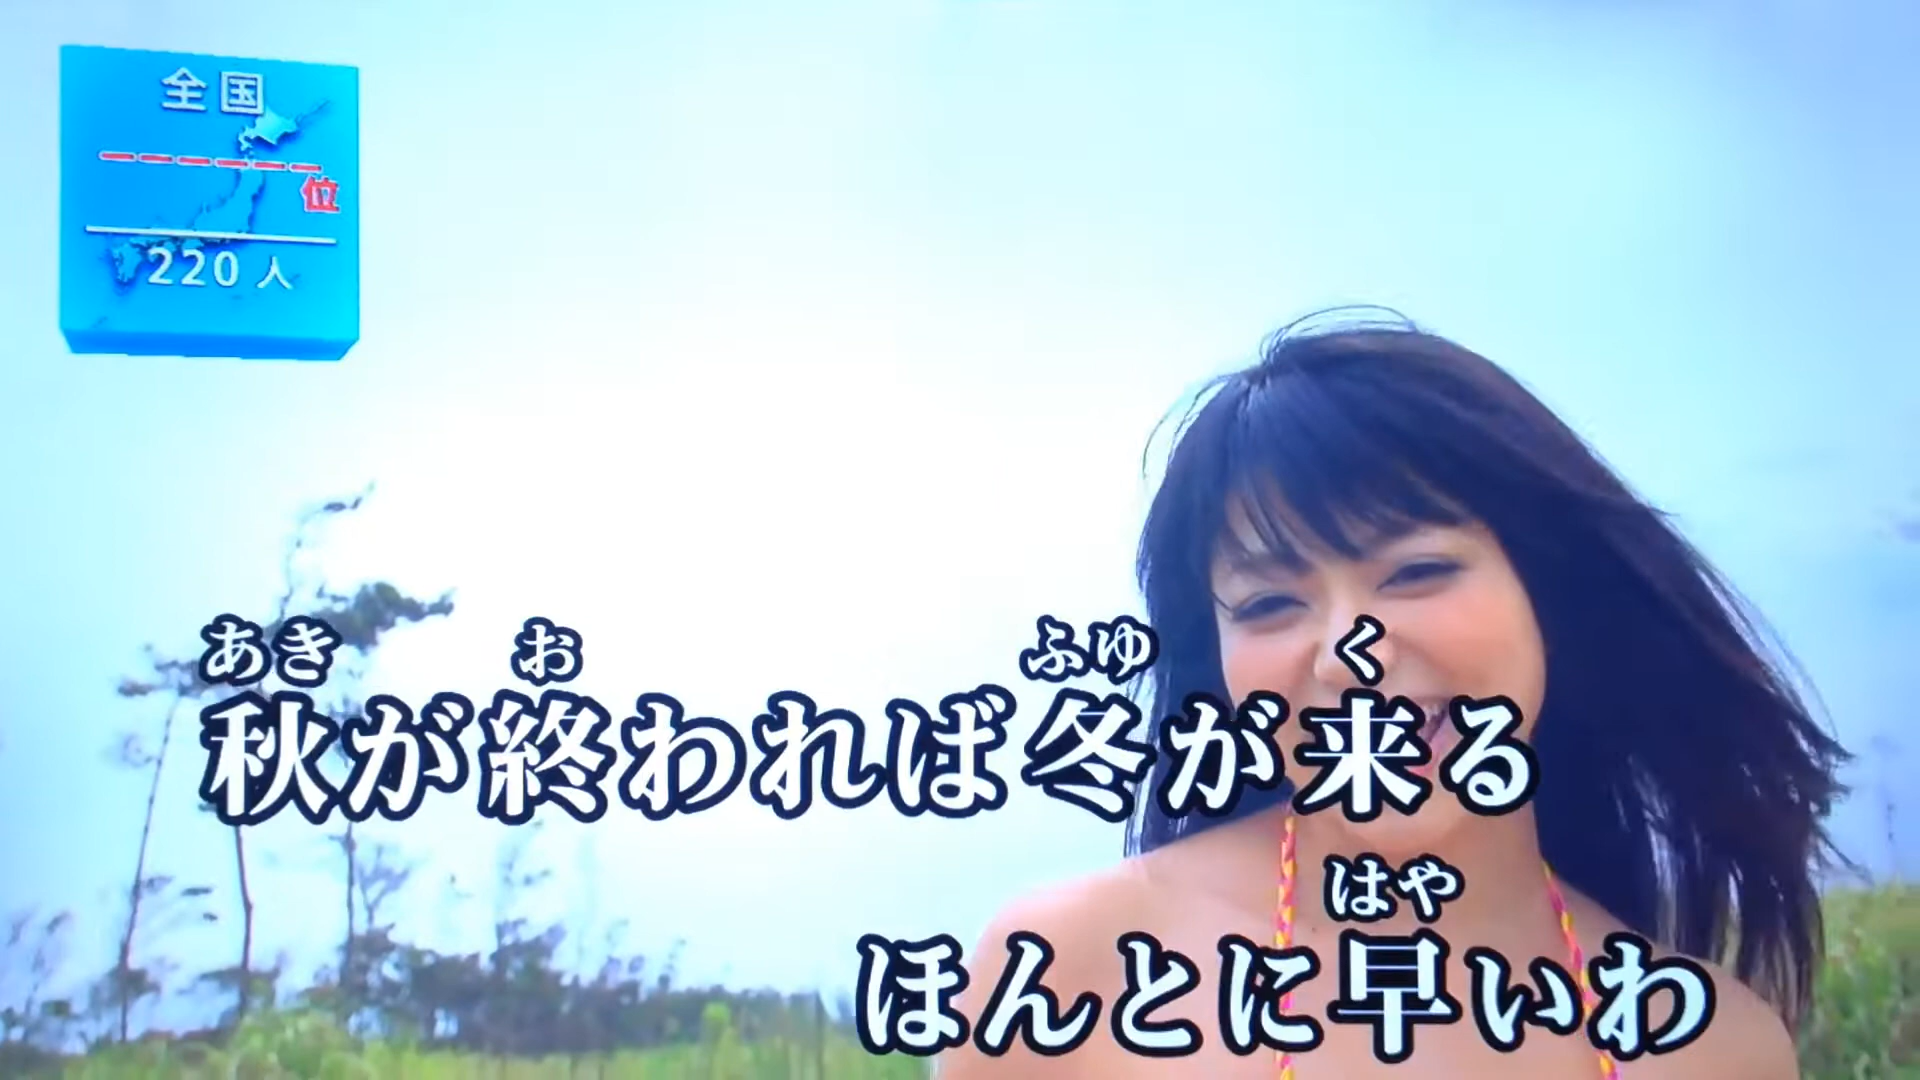 全国
------位
220人
あき お ふゆ く
秋が終われば冬が来る
はや
ほんとに早いわ